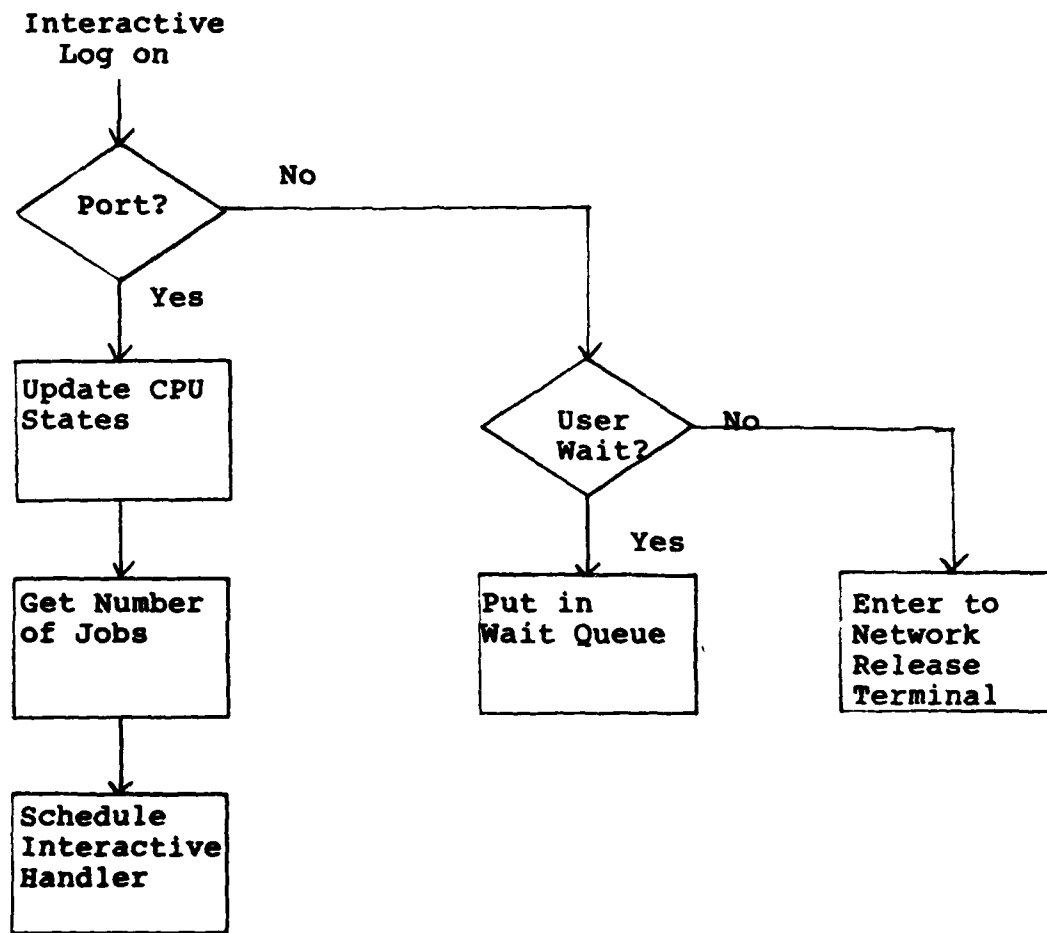 Interactive
Log on
Port?
No
Yes
Update CPU
States
User
Wait?
No
Yes
Get Number
of Jobs
Put in
Wait Queue
Enter to
Network
Release
Terminal
Schedule
Interactive
Handler